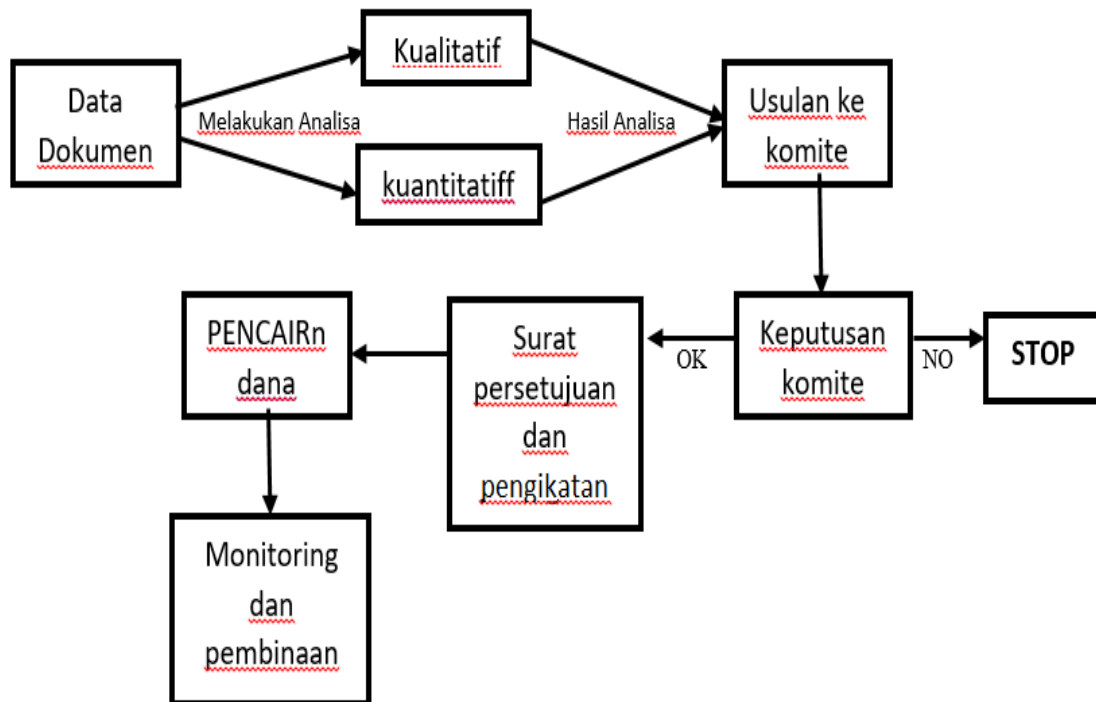 Data
Dokumen
Melakukan Analisa
Kualitatif
kuantitatiff
Hasil Analisa
Usulan ke
komite
Keputusan
komite
NO
STOP
OK
Surat
persetujuan
dan
pengikatan
PENCAIRn
dana
Monitoring
dan
pembinaan